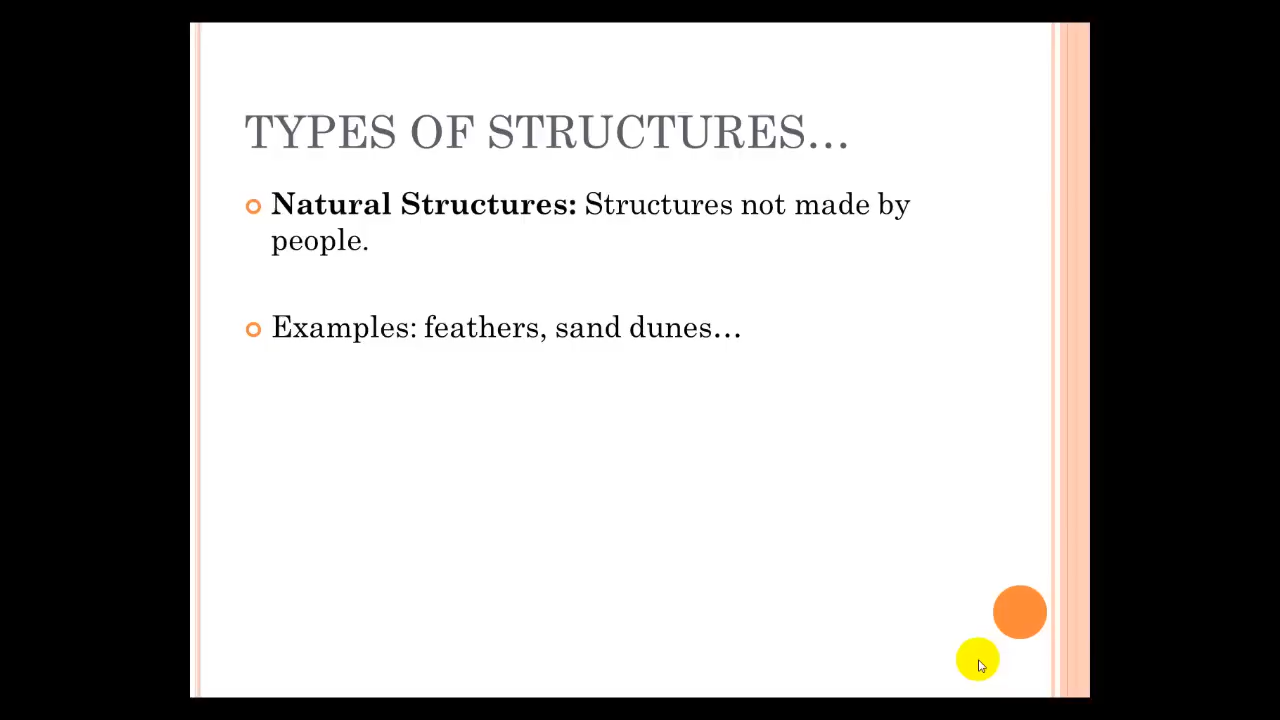 TYPES OF STRUCTURES…
Natural Structures: Structures not made by
people.
Examples: feathers, sand dunes…